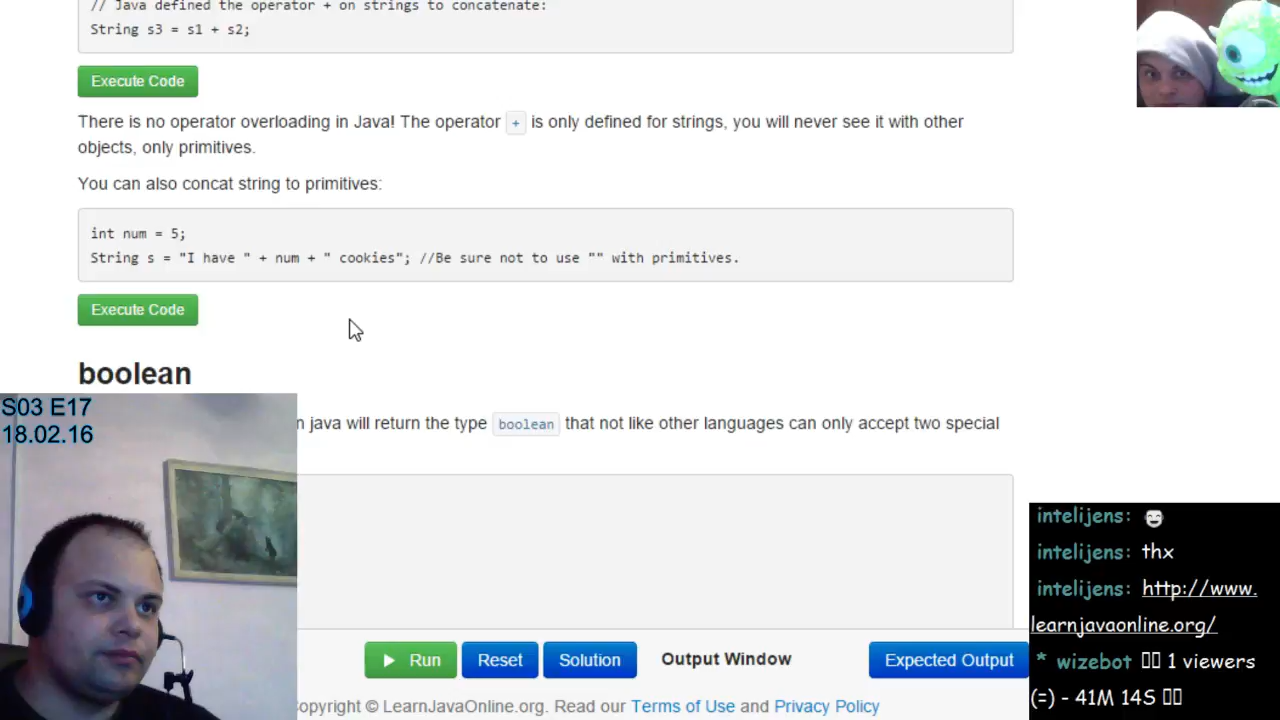 // Java defined the operator + on strings to concatenate:
String s3 = s1 + s2;
Execute Code
There is no operator overloading in Java! The operator + is only defined for strings, you will never see it with other
objects, only primitives.
You can also concat string to primitives:
int num = 5;
String s = "I have " + num + " cookies"; //Be sure not to use "" with primitives.
Execute Code
boolean
S03 E17
18.02.16
n java will return the type boolean that not like other languages can only accept two special
intelijens:
intelijens: thx
intelijens: http://www.
learnjavaonline.org/
* wizebot 1 viewers
(=) - 41M 14S
Run
Reset
Solution
Output Window
Expected Output
opyright © LearnJavaOnline.org. Read our Terms of Use and Privacy Policy